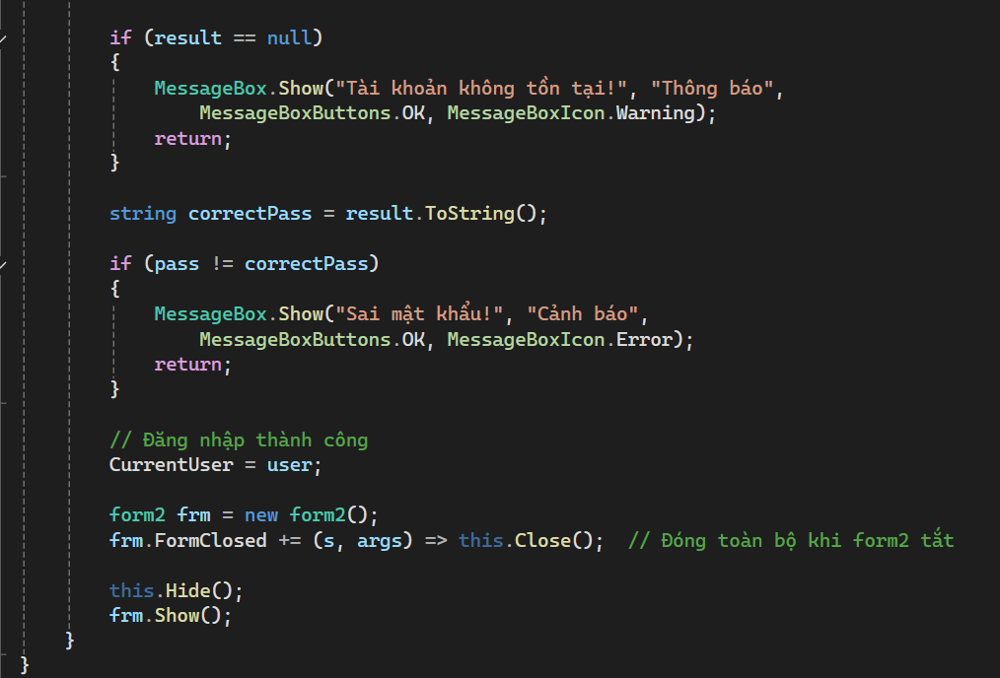 if (result == null)
{
MessageBox.Show("Tài khoản không tồn tại!", "Thông báo",
MessageBoxButtons.OK, MessageBoxIcon.Warning);
return;
}
string correctPass = result.ToString();
if (pass != correctPass)
{
MessageBox.Show("Sai mật khẩu!", "Cảnh báo",
MessageBoxButtons.OK, MessageBoxIcon.Error);
return;
}
// Đăng nhập thành công
CurrentUser = user;
form2 frm = new form2();
frm.FormClosed += (s, args) => this.Close();  // Đóng toàn bộ khi form2 tắt
this.Hide();
frm.Show();
}
}